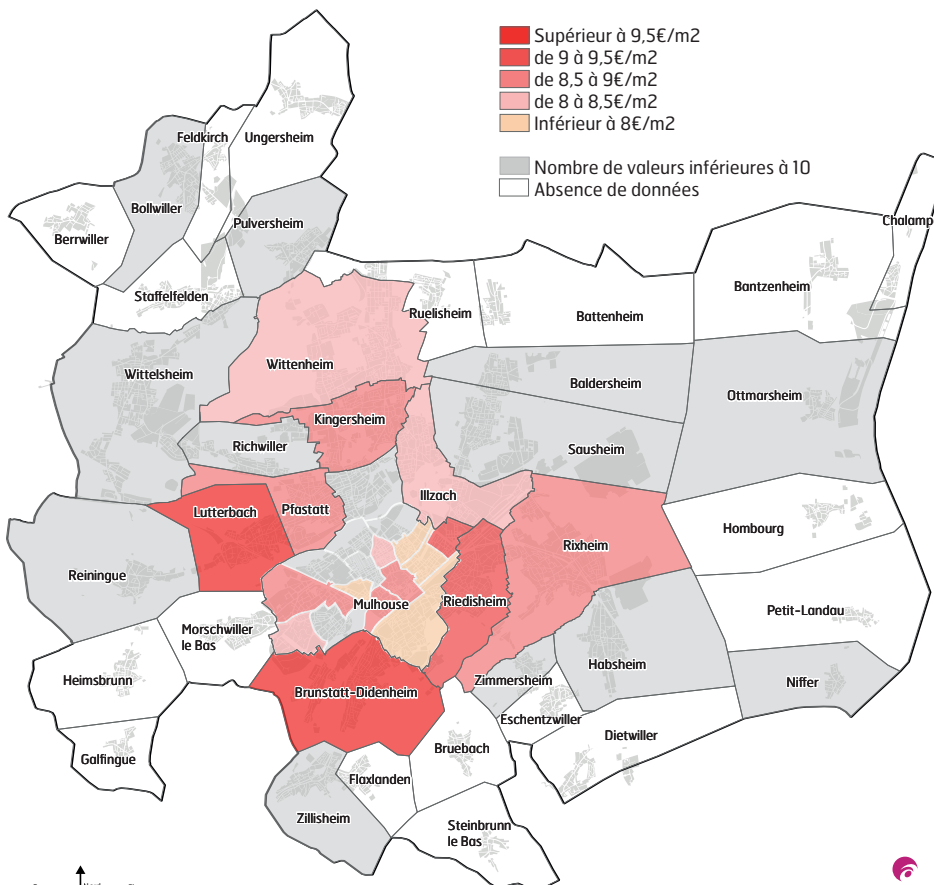 Supérieur à 9,5€/m2
de 9 à 9,5€/m2
de 8,5 à 9€/m2
de 8 à 8,5€/m2
Inférieur à 8€/m2
Nombre de valeurs inférieures à 10
Absence de données
Feldkirch
Ungersheim
Bollwiller
Pulversheim
Berrwiller
Chalamp
Staffelfelden
Bantzenheim
Ruelisheim
Battenheim
Wittelsheim
Wittenheim
Baldersheim
Ottmarsheim
Kingersheim
Richwiller
Sausheim
Illzach
Lutterbach
Pfastatt
Hombourg
Rixheim
Reiningue
Mulhouse
Riedisheim
Petit-Landau
Morschwiller
le Bas
Habsheim
Heimsbrunn
Zimmersheim
Niffer
Brunstatt-Didenheim
Eschentzwiller
Dietwiller
Bruebach
Galfingue
Flaxlanden
Zillisheim
Steinbrunn
le Bas